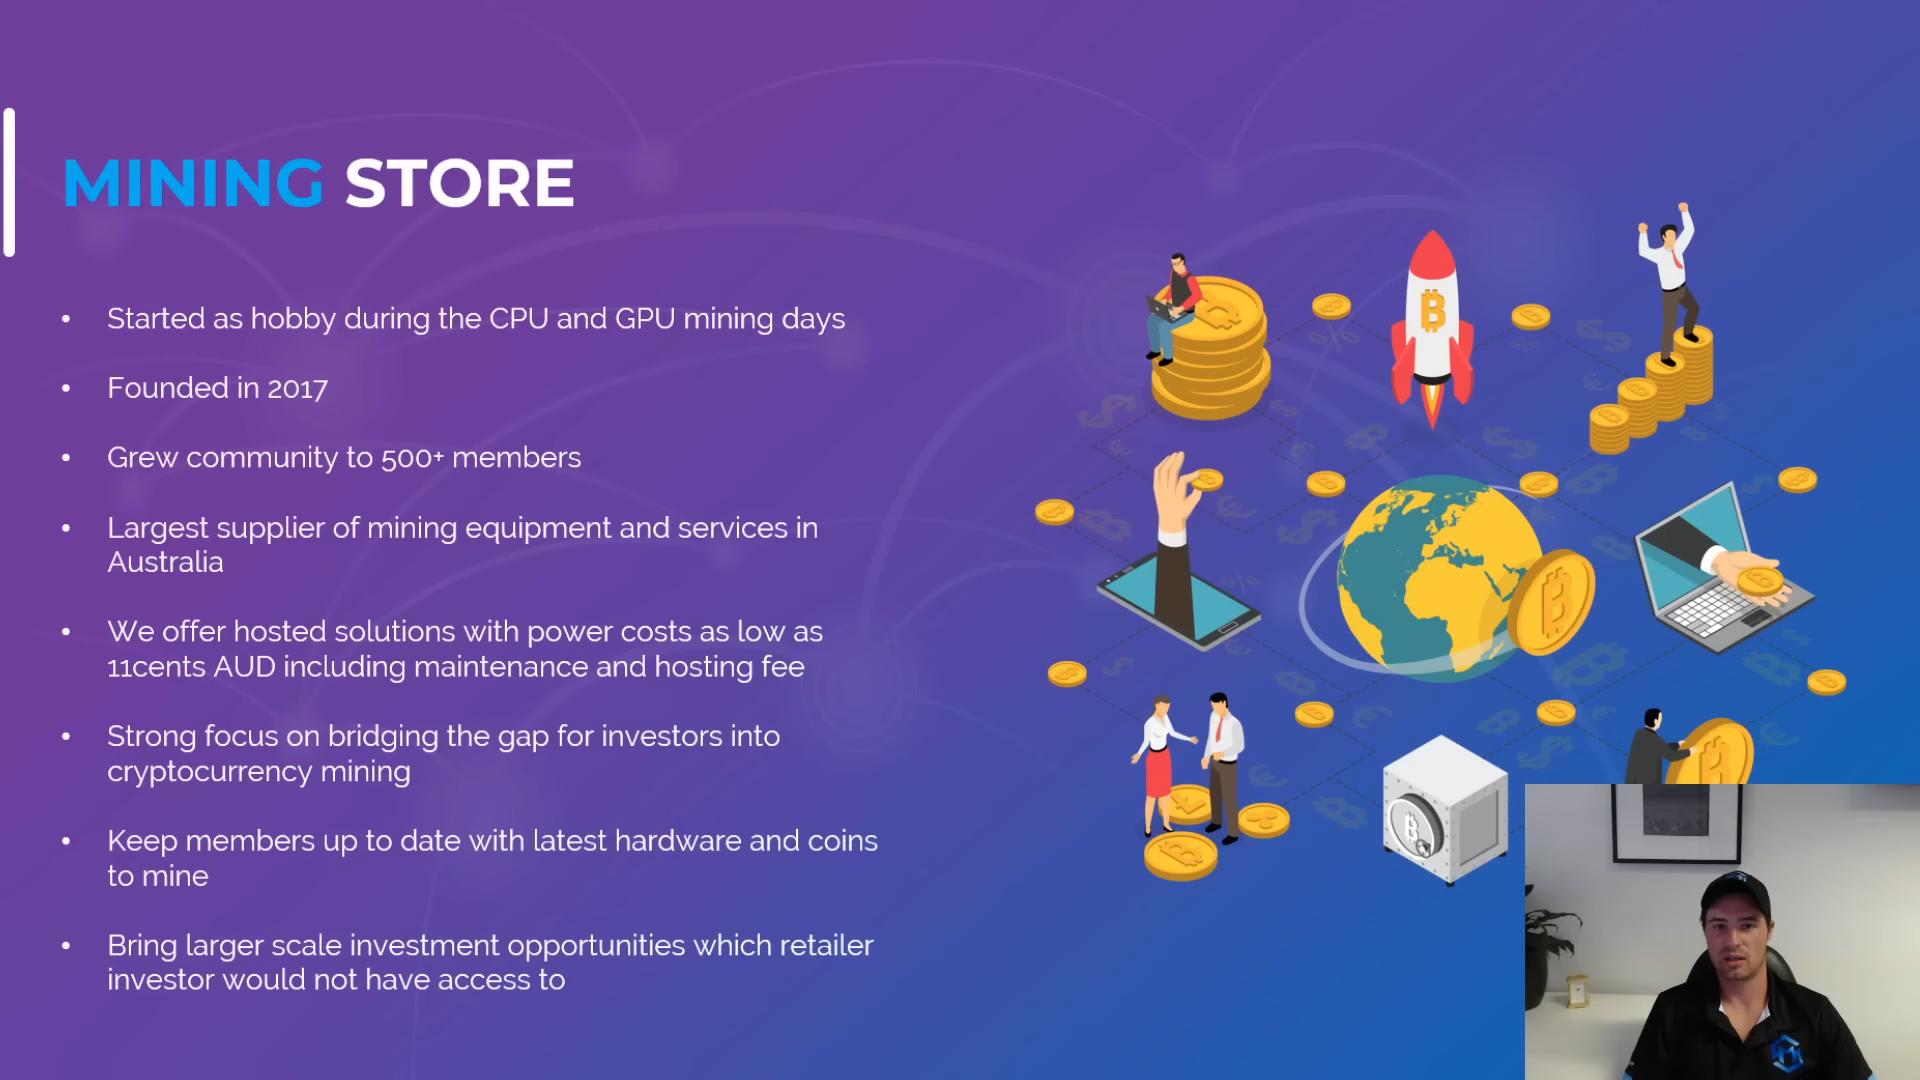 MINING STORE
• Started as hobby during the CPU and GPU mining days
• Founded in 2017
• Grew community to 500+ members
• Largest supplier of mining equipment and services in
Australia
• We offer hosted solutions with power costs as low as
11cents AUD including maintenance and hosting fee
• Strong focus on bridging the gap for investors into
cryptocurrency mining
• Keep members up to date with latest hardware and coins
to mine
• Bring larger scale investment opportunities which retailer
investor would not have access to